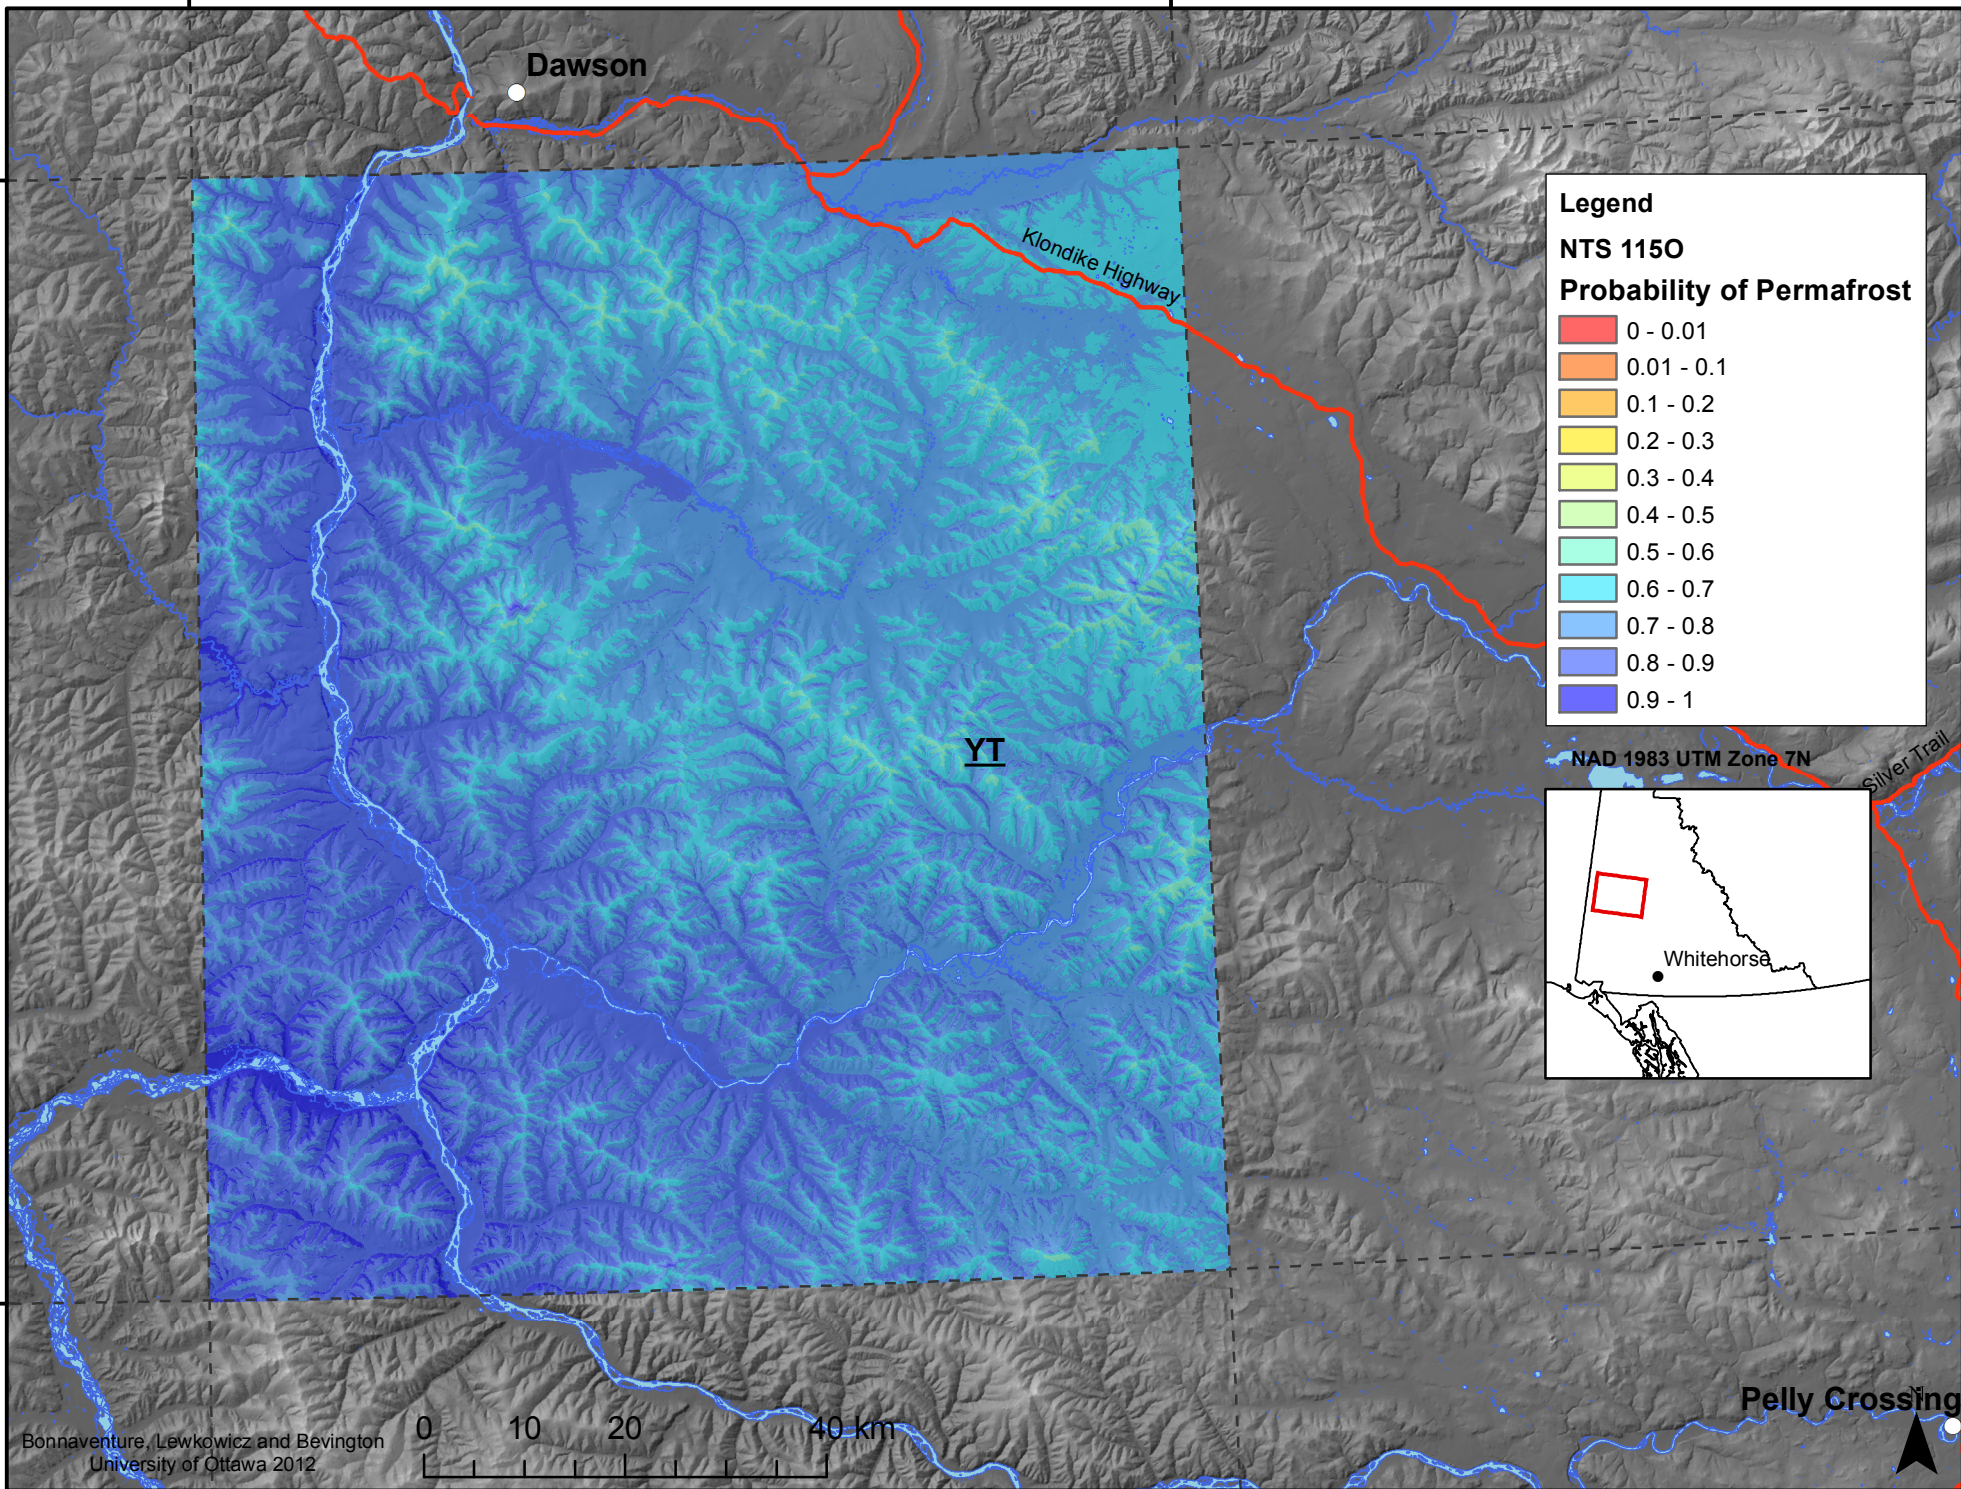 Dawson
Klondike Highway
Legend
NTS 115O
Probability of Permafrost
0 - 0.01
0.01 - 0.1
0.1 - 0.2
0.2 - 0.3
0.3 - 0.4
0.4 - 0.5
0.5 - 0.6
0.6 - 0.7
0.7 - 0.8
0.8 - 0.9
0.9 - 1
YT
NAD 1983 UTM Zone 7N
Silver Trail
Whitehorse
Pelly Crossing
N
0 10 20 40 km
Bonnaventure, Lewkowicz and Bevington
University of Ottawa 2012